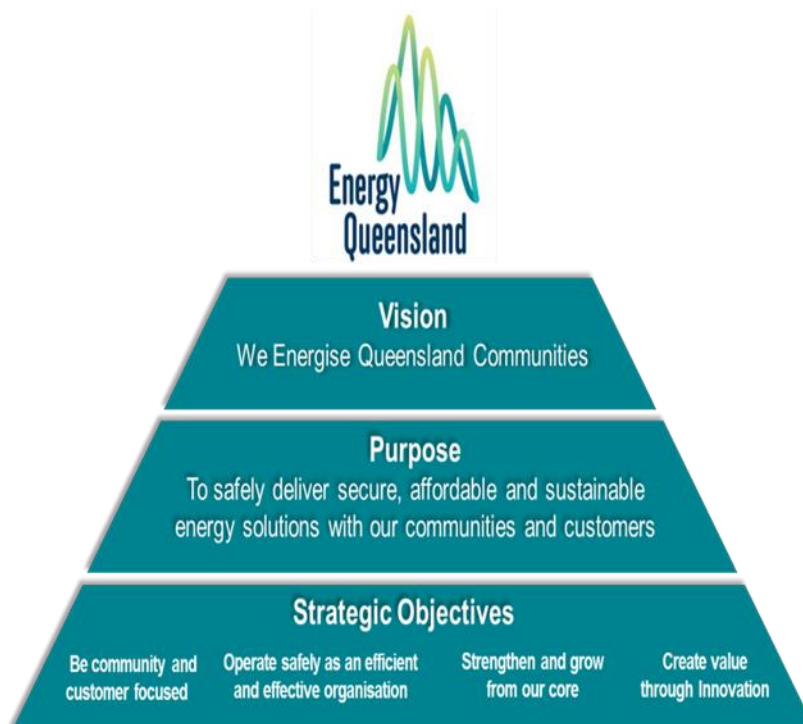 Energy
Queensland
Vision
We Energise Queensland Communities
Purpose
To safely deliver secure, affordable and sustainable
energy solutions with our communities and customers
Strategic Objectives
Be community and
customer focused
Operate safely as an efficient
and effective organisation
Strengthen and grow
from our core
Create value
through Innovation